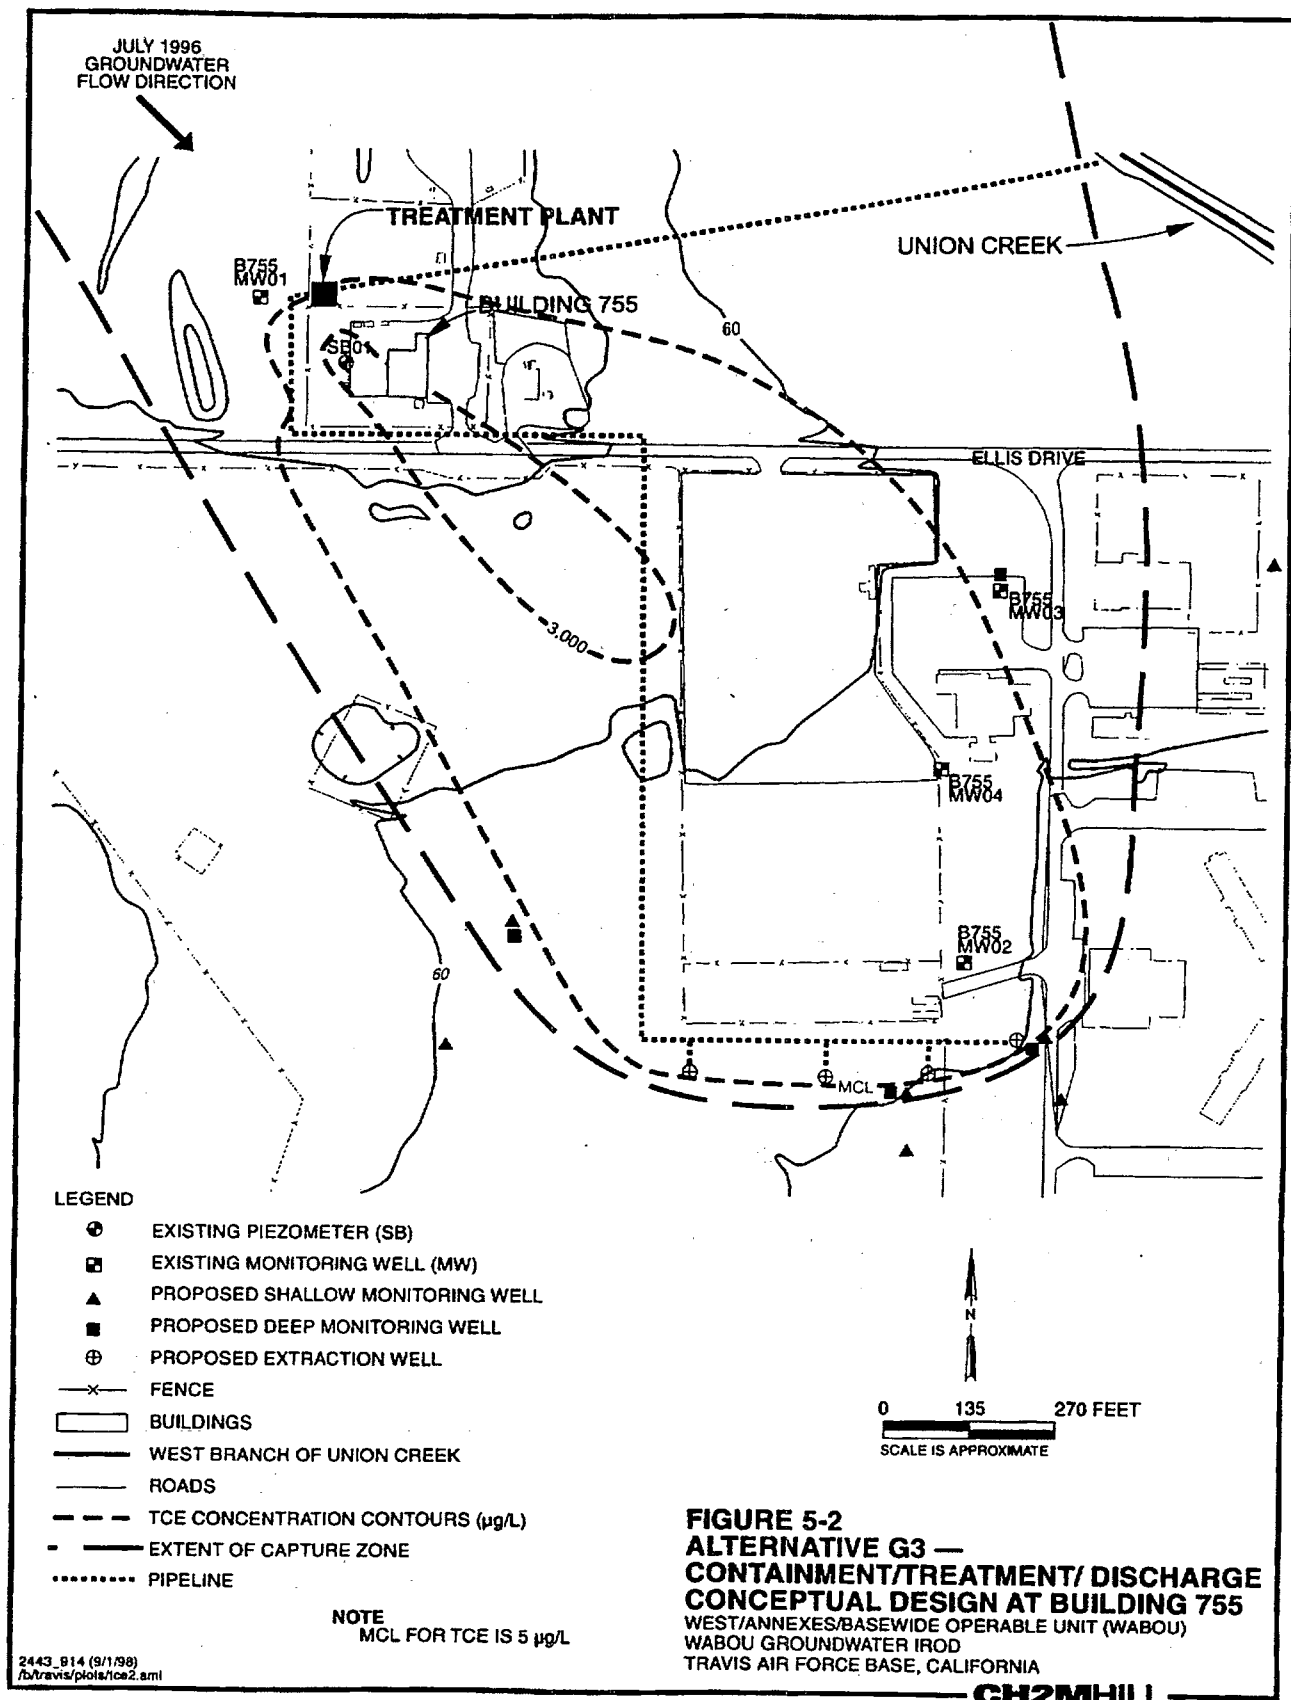 JULY 1996
GROUNDWATER
FLOW DIRECTION
TREATMENT PLANT
UNION CREEK
B755
MW01
BUILDING 755
SB01
60
ELLIS DRIVE
B755
MW03
3,000
B755
MW04
B755
MW02
60
MCL
LEGEND
EXISTING PIEZOMETER (SB)
EXISTING MONITORING WELL (MW)
PROPOSED SHALLOW MONITORING WELL
PROPOSED DEEP MONITORING WELL
PROPOSED EXTRACTION WELL
FENCE
BUILDINGS
WEST BRANCH OF UNION CREEK
ROADS
TCE CONCENTRATION CONTOURS (µg/L)
EXTENT OF CAPTURE ZONE
PIPELINE
N
0 135 270 FEET
SCALE IS APPROXIMATE
NOTE
MCL FOR TCE IS 5 µg/L
FIGURE 5-2
ALTERNATIVE G3 —
CONTAINMENT/TREATMENT/ DISCHARGE
CONCEPTUAL DESIGN AT BUILDING 755
WEST/ANNEXES/BASEWIDE OPERABLE UNIT (WABOU)
WABOU GROUNDWATER IROD
TRAVIS AIR FORCE BASE, CALIFORNIA
2443_914 (9/1/98)
/b/travis/plots/tce2.aml
CH2MHILL